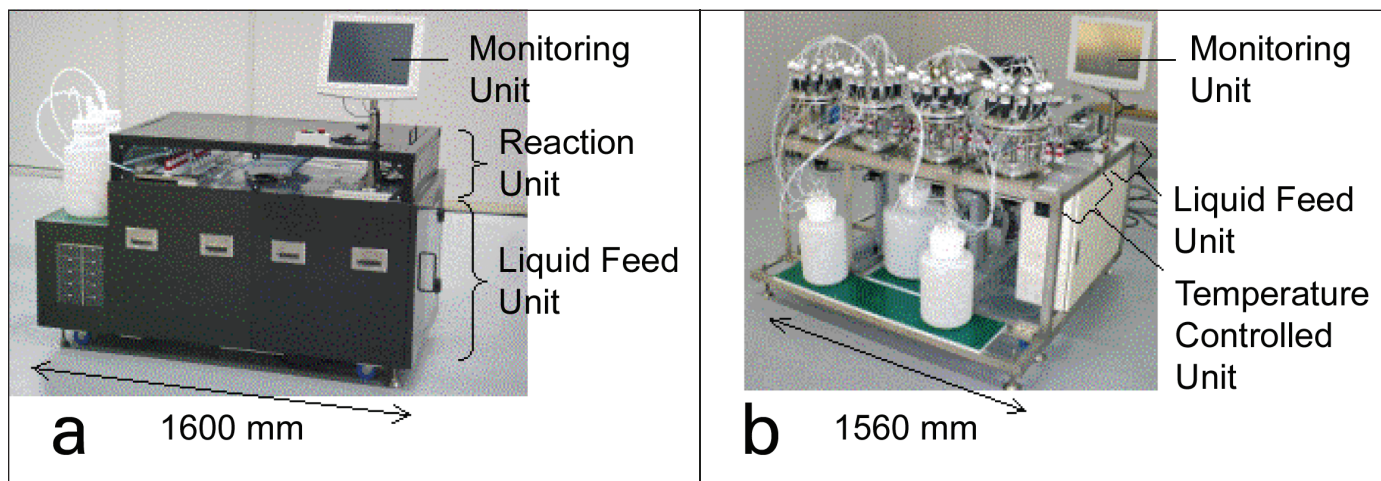 Monitoring
Unit
Reaction
Unit
Liquid Feed
Unit
a
1600 mm
Monitoring
Unit
Liquid Feed
Unit
Temperature
Controlled
Unit
b
1560 mm